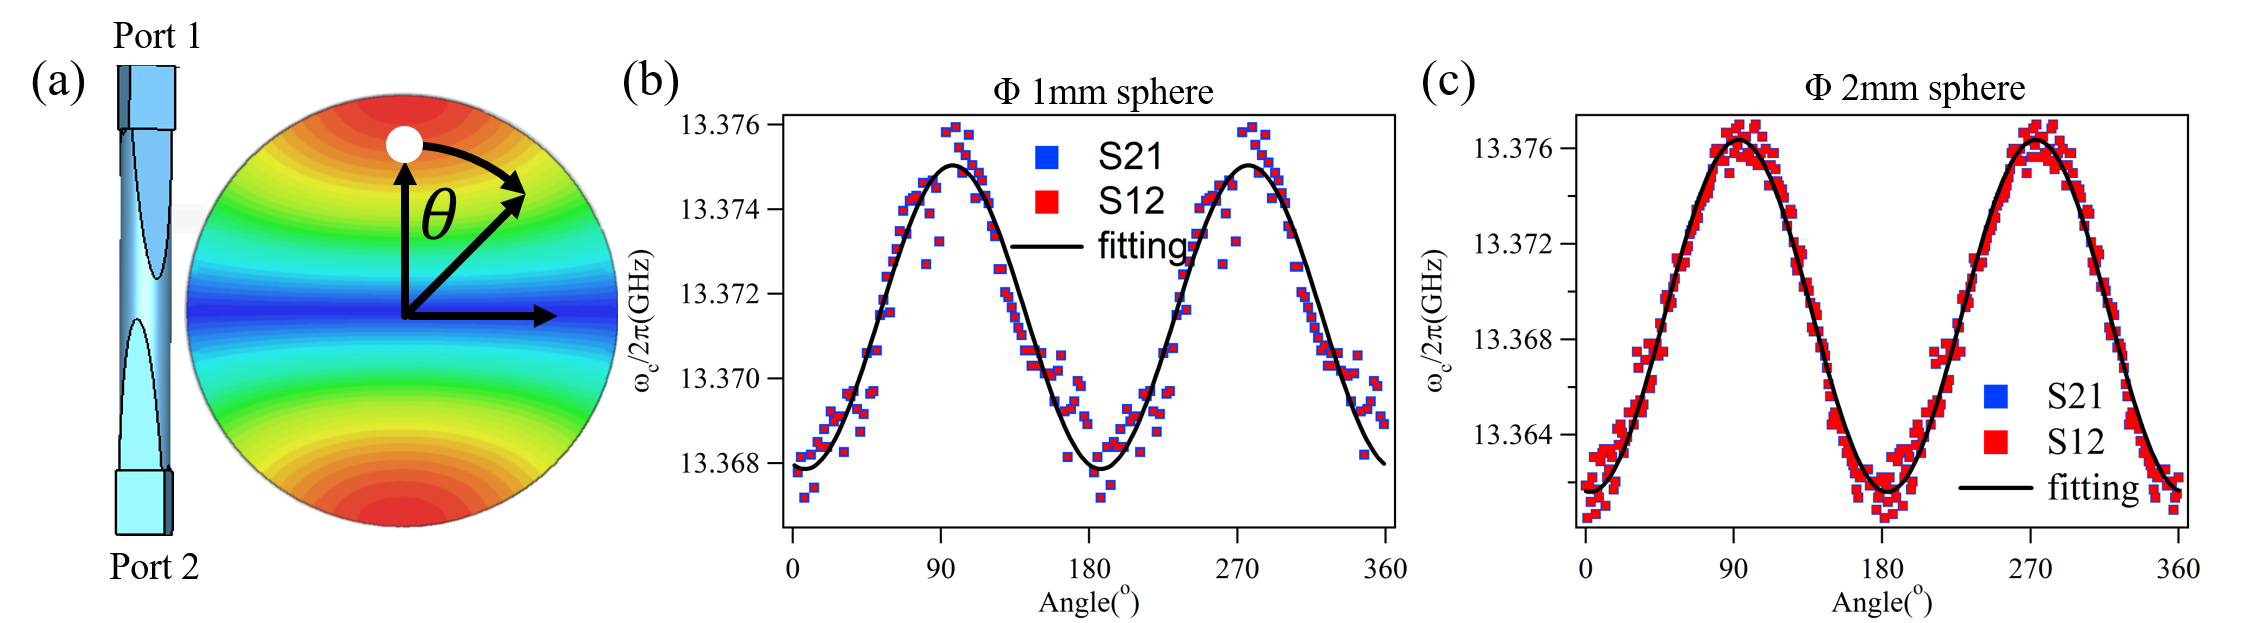 Port 1
(a)
θ
Port 2
(b)
Φ 1mm sphere
13.376
13.374
13.372
13.370
13.368
ωc/2π(GHz)
S21
S12
fitting
0 90 180 270 360
Angle(°)
(c)
Φ 2mm sphere
13.376
13.372
13.368
13.364
ωc/2π(GHz)
S21
S12
fitting
0 90 180 270 360
Angle(°)